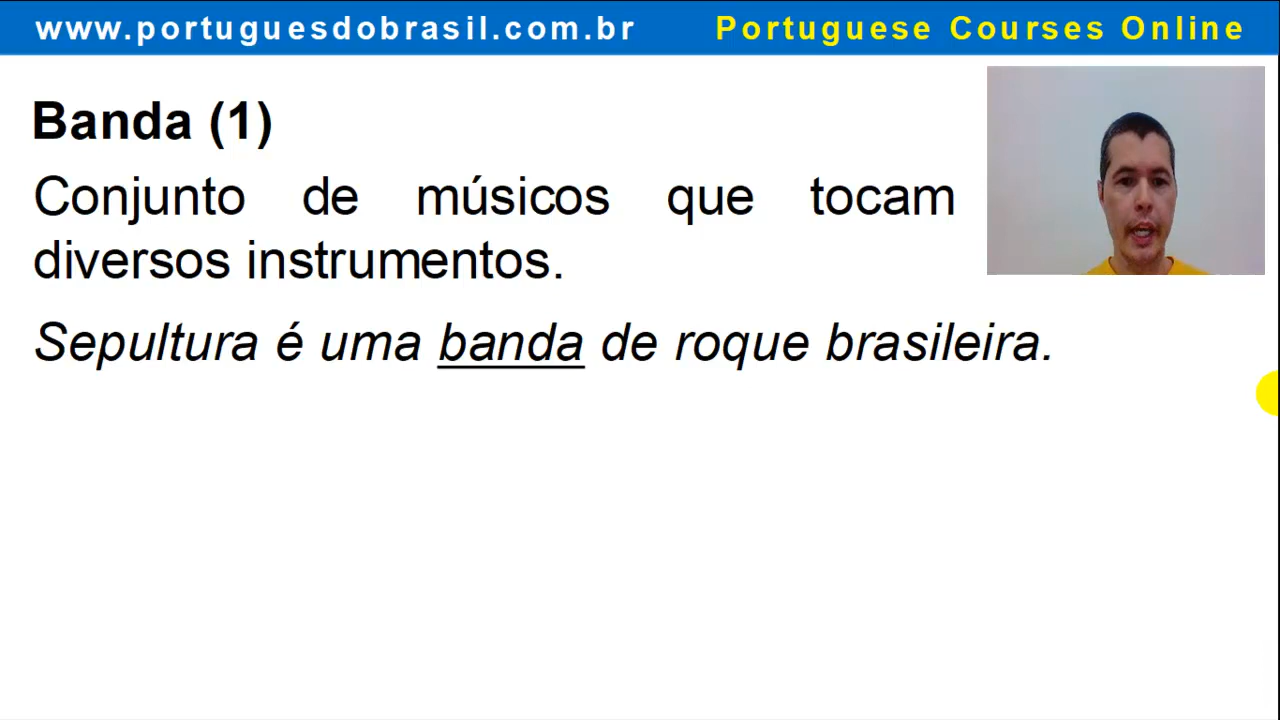 www.portuguesdobrasil.com.br Portuguese Courses Online
Banda (1)
Conjunto de músicos que tocam
diversos instrumentos.
Sepultura é uma banda de roque brasileira.